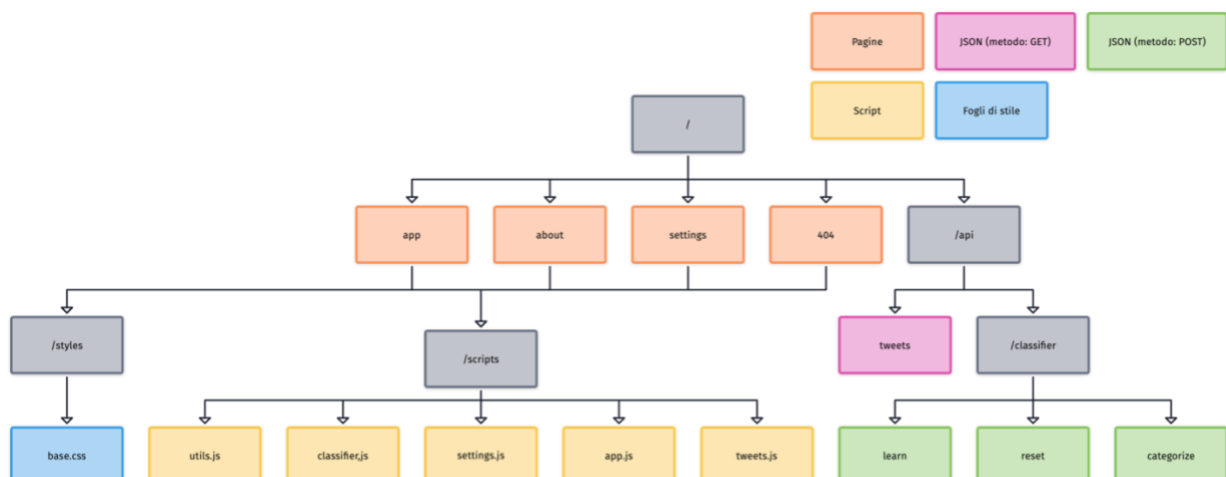 Pagine
JSON (metodo: GET)
JSON (metodo: POST)
Script
Fogli di stile
/
app
about
settings
404
/api
/styles
/scripts
tweets
/classifier
base.css
utils.js
classifier,js
settings.js
app.js
tweets.js
learn
reset
categorize